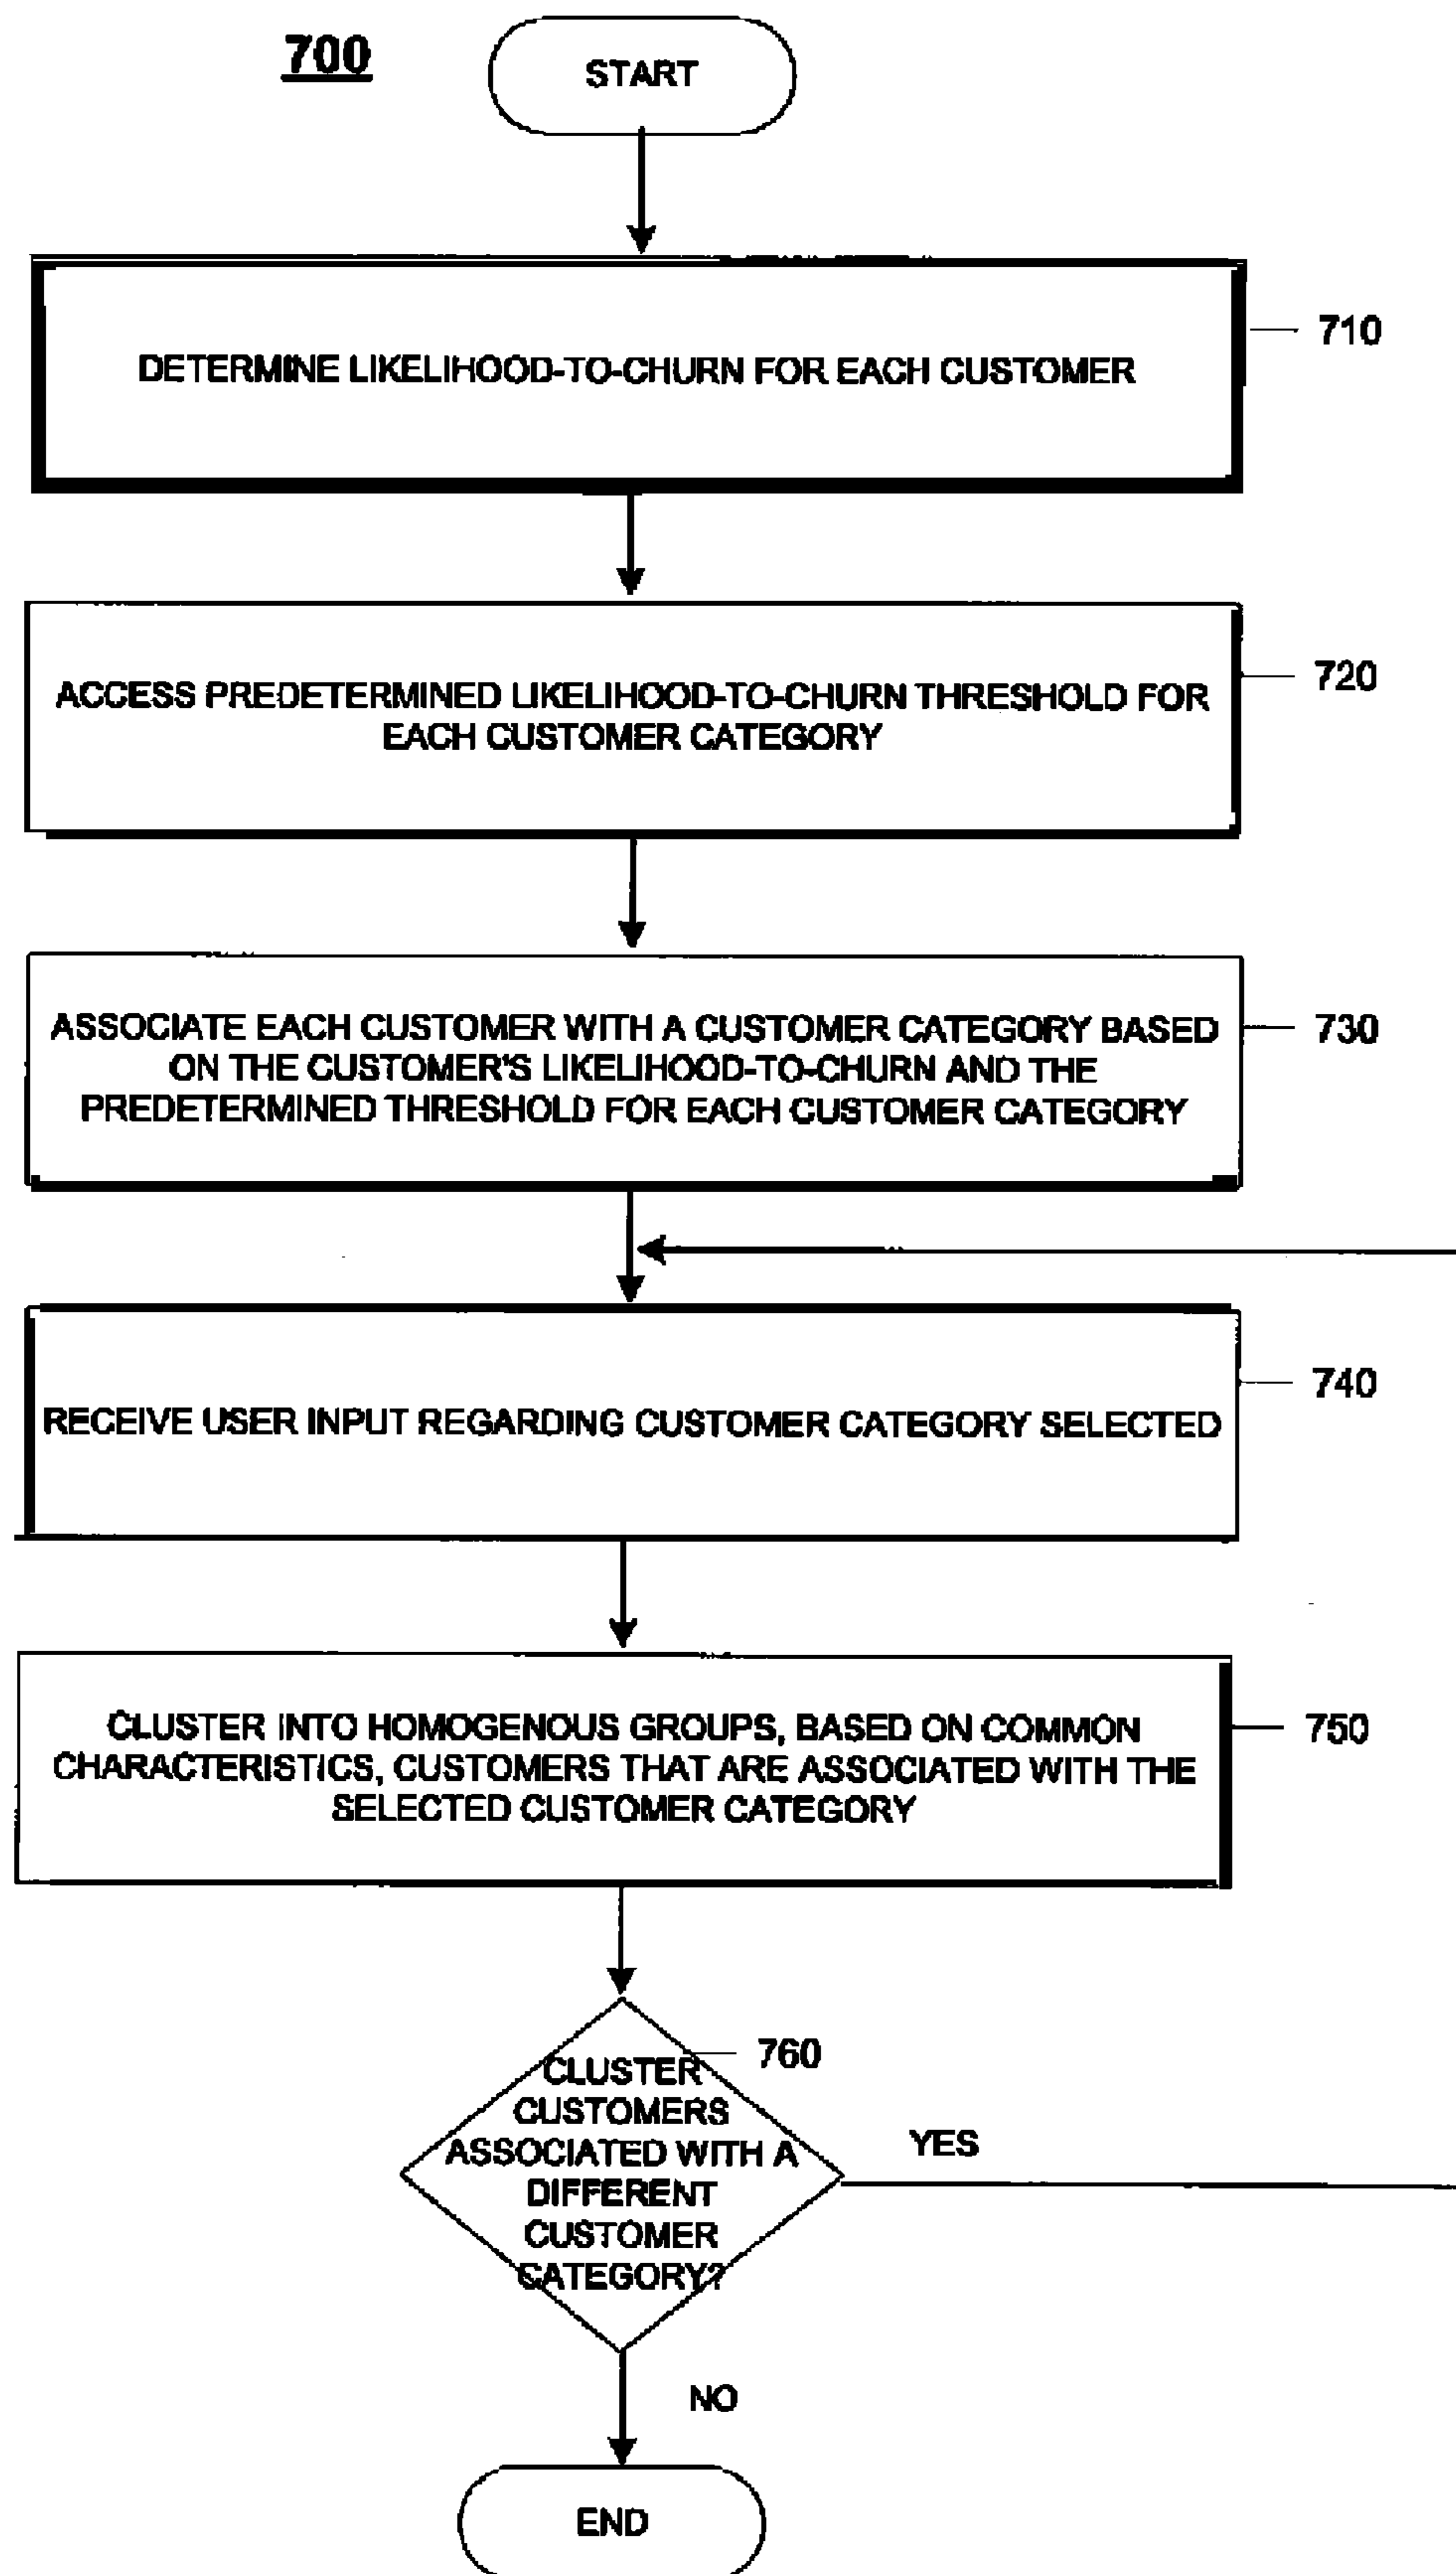 700
START
DETERMINE LIKELIHOOD-TO-CHURN FOR EACH CUSTOMER
710
ACCESS PREDETERMINED LIKELIHOOD-TO-CHURN THRESHOLD FOR
EACH CUSTOMER CATEGORY
720
ASSOCIATE EACH CUSTOMER WITH A CUSTOMER CATEGORY BASED
ON THE CUSTOMER'S LIKELIHOOD-TO-CHURN AND THE
PREDETERMINED THRESHOLD FOR EACH CUSTOMER CATEGORY
730
RECEIVE USER INPUT REGARDING CUSTOMER CATEGORY SELECTED
740
CLUSTER INTO HOMOGENOUS GROUPS, BASED ON COMMON
CHARACTERISTICS, CUSTOMERS THAT ARE ASSOCIATED WITH THE
SELECTED CUSTOMER CATEGORY
750
760
CLUSTER
CUSTOMERS
ASSOCIATED WITH A
DIFFERENT
CUSTOMER
CATEGORY?
YES
NO
END